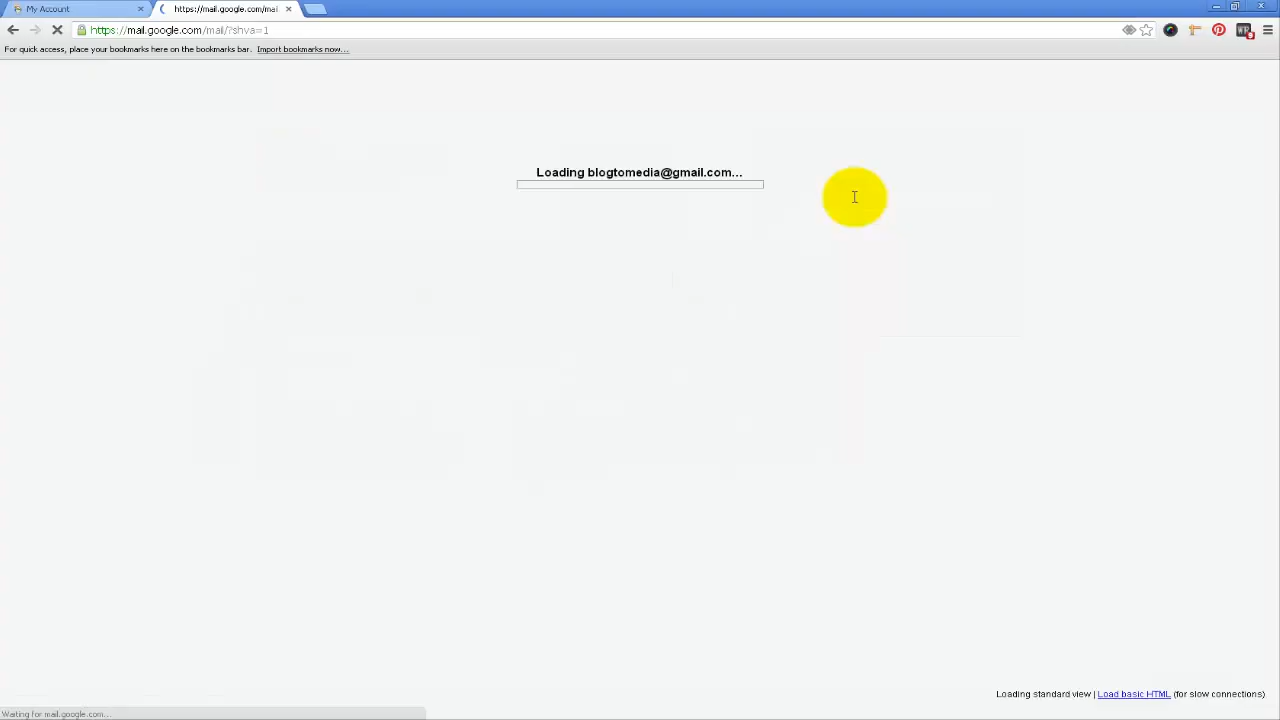 My Account
https://mail.google.com/mai
https://mail.google.com/mail/?shva=1
For quick access, place your bookmarks here on the bookmarks bar. Import bookmarks now...
Loading blogtomedia@gmail.com...
Loading standard view | Load basic HTML (for slow connections)
Waiting for mail.google.com...